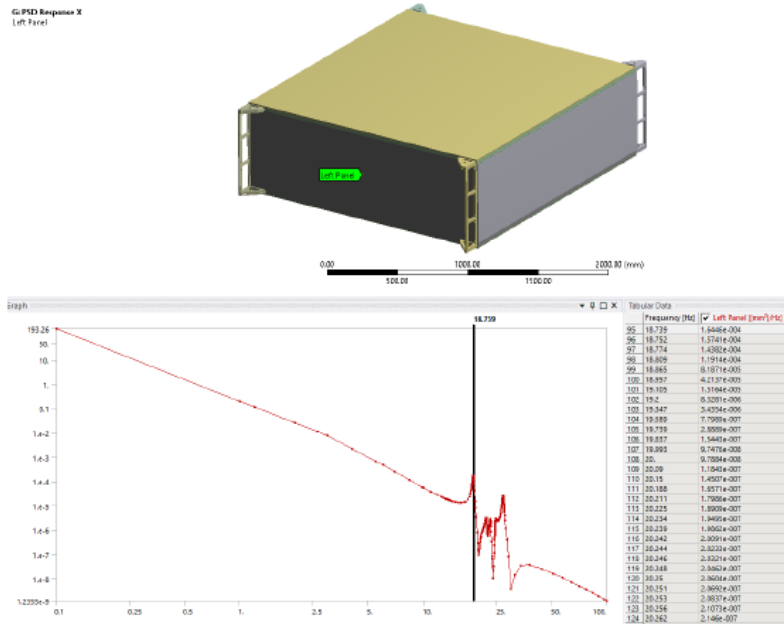 G: PSD Response X
Left Panel
Left Panel
0.00 1000.00 2000.00 (mm)
500.00 1500.00
Graph
18.739
193.26
50.
10.
1.
0.1
1.e-2
1.e-3
1.e-4
1.e-5
1.e-6
1.e-7
1.e-8
0.1 0.25 0.5 1. 2.5 5. 10. 25. 50. 100.
Tabular Data
Frequency [Hz] Left Panel [(mm²)/Hz]
95 18.739 1.6446e-004
96 18.752 1.5741e-004
97 18.774 1.4382e-004
98 18.809 1.1914e-004
99 18.865 8.1871e-005
100 18.957 4.2137e-005
101 19.105 1.5164e-005
102 19.2 8.3281e-006
103 19.347 3.4354e-006
104 19.589 7.7989e-007
105 19.739 2.8889e-007
106 19.837 1.5443e-007
107 19.993 9.7476e-008
108 20. 9.7884e-008
109 20.09 1.1843e-007
110 20.15 1.4507e-007
111 20.188 1.6571e-007
112 20.211 1.7986e-007
113 20.225 1.8909e-007
114 20.234 1.9495e-007
115 20.239 1.9862e-007
116 20.242 2.0091e-007
117 20.244 2.0233e-007
118 20.246 2.0321e-007
119 20.248 2.0462e-007
120 20.25 2.0604e-007
121 20.251 2.0692e-007
122 20.253 2.0837e-007
123 20.256 2.1073e-007
124 20.262 2.146e-007